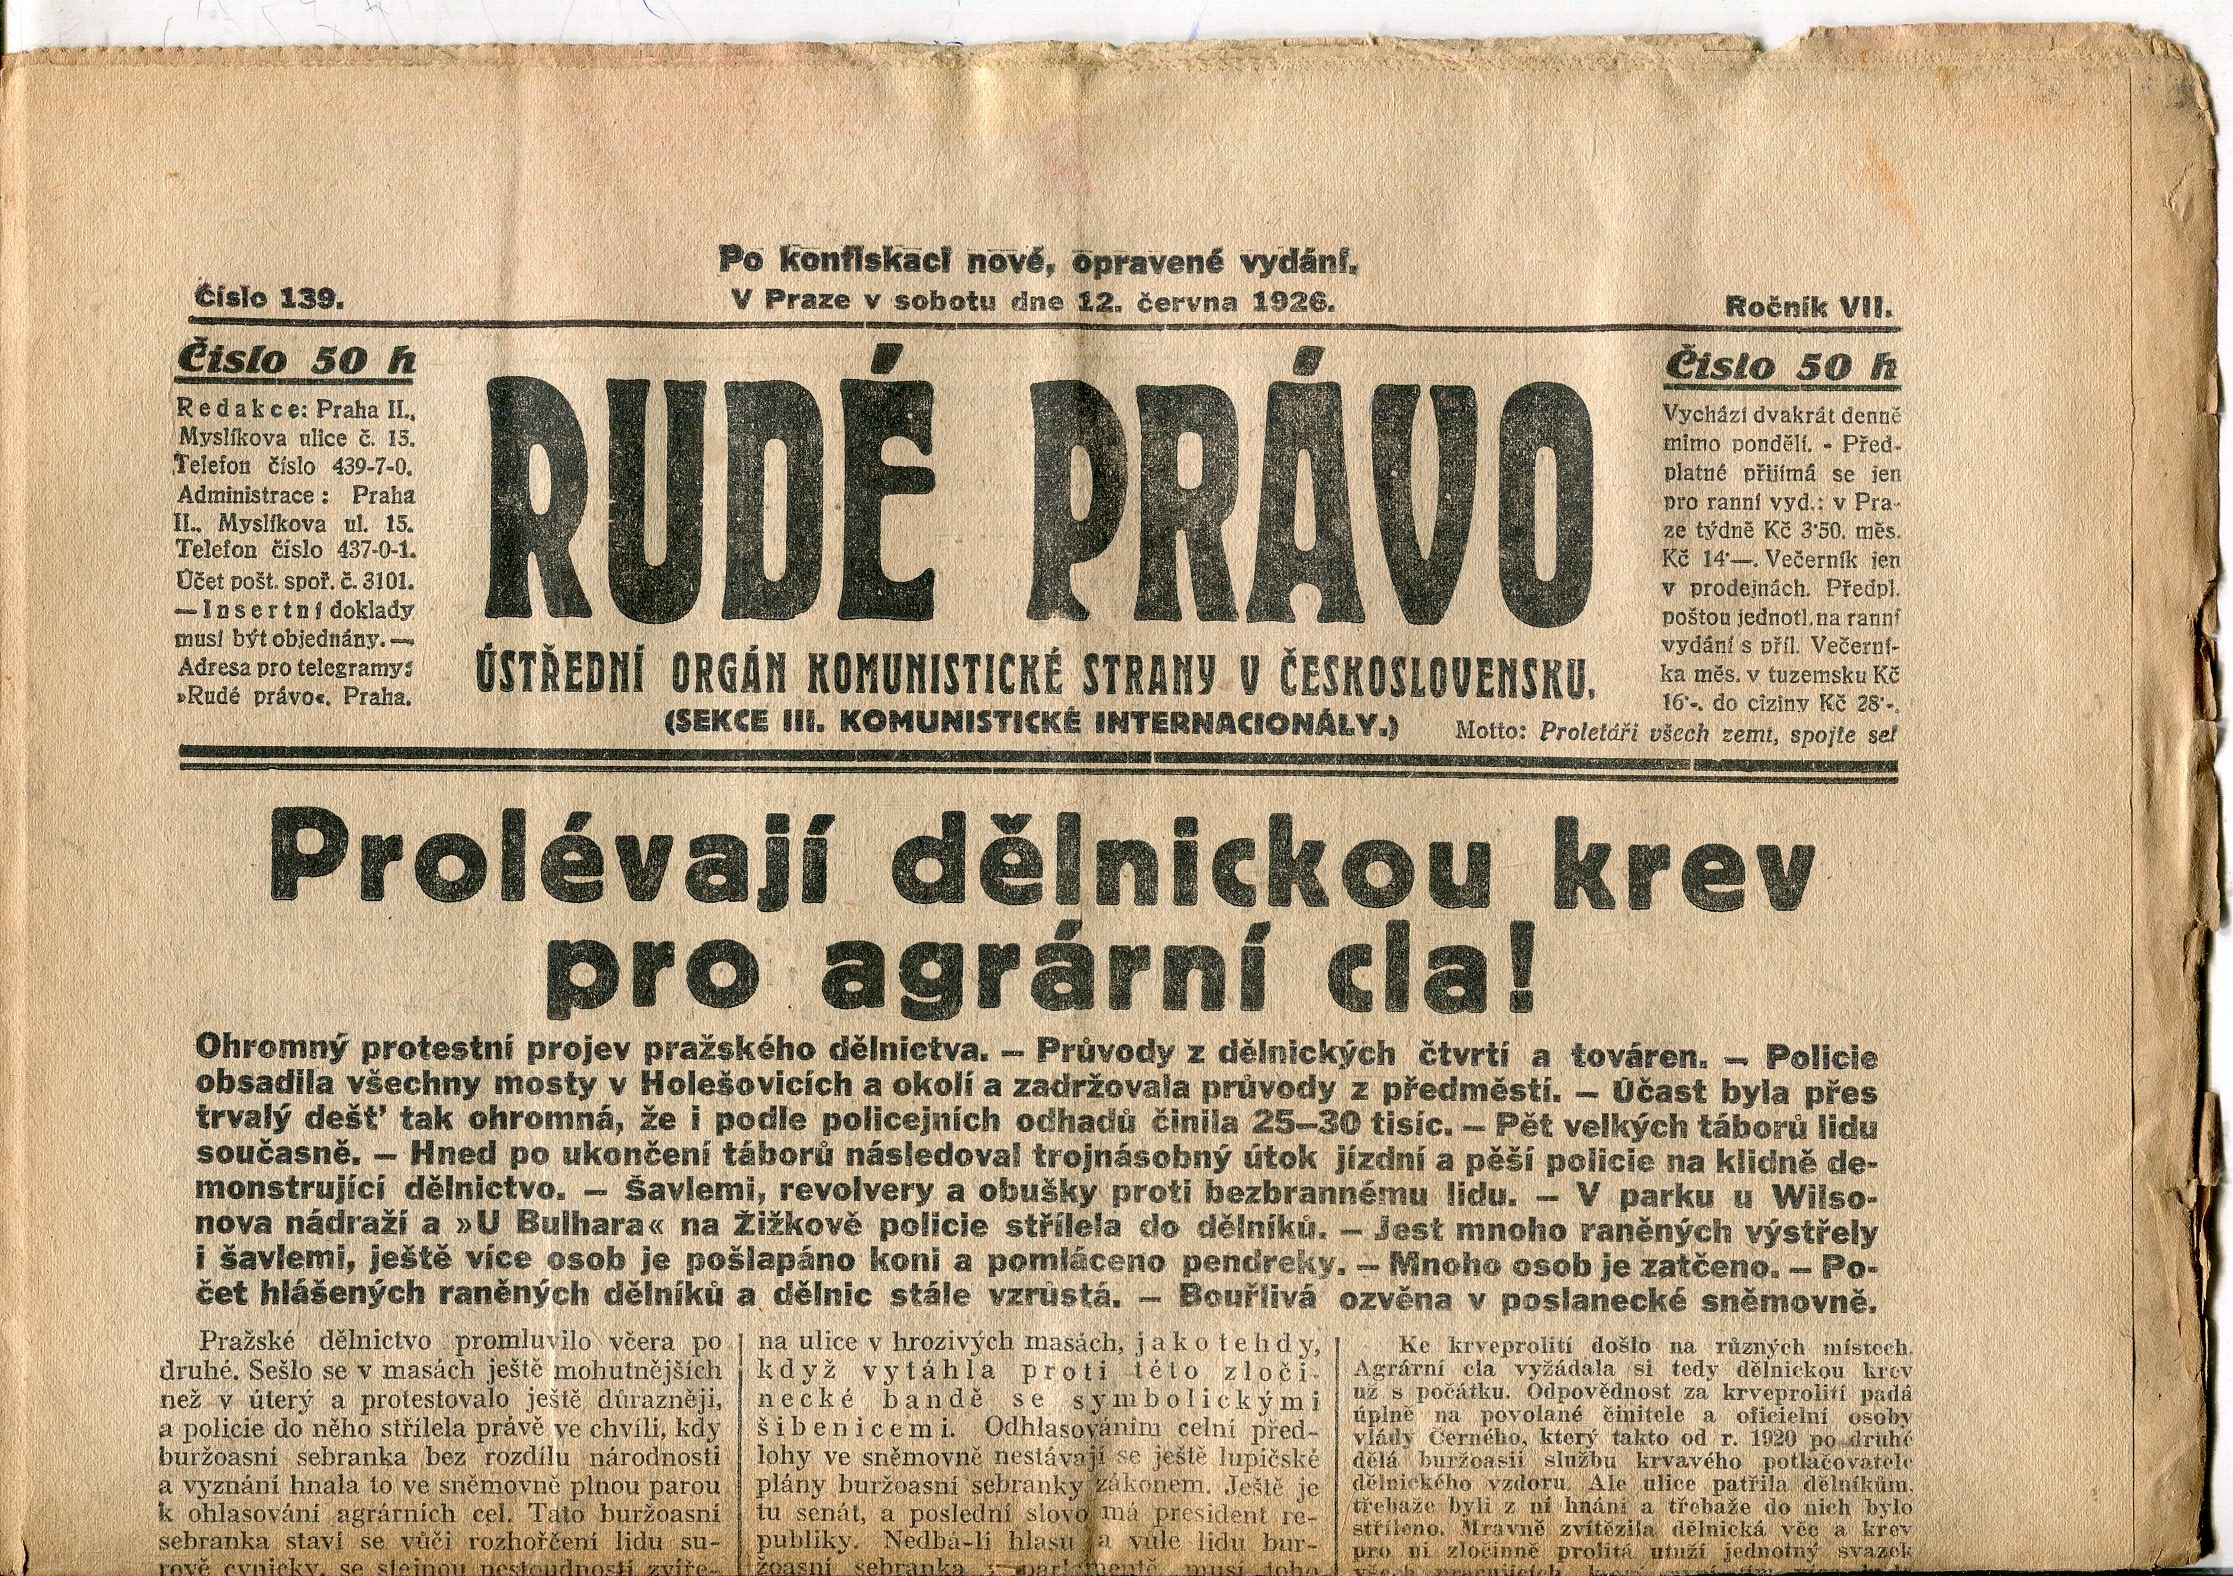 Po konfiskaci nové, opravené vydání.
Číslo 139.
V Praze v sobotu dne 12. června 1926.
Ročník VII.
Číslo 50 h
Redakce: Praha II.,
Myslíkova ulice č. 15.
Telefon číslo 439-7-0.
Administrace: Praha
II., Myslíkova ul. 15.
Telefon číslo 437-0-1.
Účet pošt. spoř. č. 3101.
— Insertní doklady
musí být objednány. —
Adresa pro telegramy:
»Rudé právo«, Praha.
RUDÉ PRÁVO
ÚSTŘEDNÍ ORGÁN KOMUNISTICKÉ STRANY V ČESKOSLOVENSKU.
(SEKCE III. KOMUNISTICKÉ INTERNACIONÁLY.)
Číslo 50 h
Vychází dvakrát denně
mimo pondělí. - Před-
platné přijímá se jen
pro ranní vyd.: v Pra-
ze týdně Kč 3·50, měs.
Kč 14·—. Večerník jen
v prodejnách. Předpl.
poštou jednotl. na ranní
vydání s příl. Večerní-
ka měs. v tuzemsku Kč
16·-, do ciziny Kč 28·-.
Motto: Proletáři všech zemí, spojte se!
Prolévají dělnickou krev
pro agrární cla!
Ohromný protestní projev pražského dělnictva. — Průvody z dělnických čtvrtí a továren. — Policie
obsadila všechny mosty v Holešovicích a okolí a zadržovala průvody z předměstí. — Účast byla přes
trvalý déšť tak ohromná, že i podle policejních odhadů činila 25—30 tisíc. — Pět velkých táborů lidu
současně. — Hned po ukončení táborů následoval trojnásobný útok jízdní a pěší policie na klidně de-
monstrující dělnictvo. — Šavlemi, revolvery a obušky proti bezbrannému lidu. — V parku u Wilso-
nova nádraží a »U Bulhara« na Žižkově policie střílela do dělníků. — Jest mnoho raněných výstřely
i šavlemi, ještě více osob je pošlapáno koni a pomláceno pendreky. — Mnoho osob je zatčeno. — Po-
čet hlášených raněných dělníků a dělnic stále vzrůstá. — Bouřlivá ozvěna v poslanecké sněmovně.
Pražské dělnictvo promluvilo včera po
druhé. Sešlo se v masách ještě mohutnějších
než v úterý a protestovalo ještě důrazněji,
a policie do něho střílela právě ve chvíli, kdy
buržoasní sebranka bez rozdílu národnosti
a vyznání hnala to ve sněmovně plnou parou
k ohlasování agrárních cel. Tato buržoasní
sebranka staví se vůči rozhořčení lidu su-
rově cynicky, se stejnou nestoudností zvíře-
na ulice v hrozivých masách, jako tehdy,
když vytáhla proti této zloči-
necké bandě se symbolickými
šibenicemi. Odhlasováním celní před-
lohy ve sněmovně nestávají se ještě lupičské
plány buržoasní sebranky zákonem. Ještě je
tu senát, a poslední slovo má president re-
publiky. Nedbá-li hlasu a vůle lidu bur-
žoasní sebranka v parlamentě, musí toho
Ke krveprolití došlo na různých místech.
Agrární cla vyžádala si tedy dělnickou krev
už s počátku. Odpovědnost za krveprolití padá
úplně na povolané činitele a oficielní osoby
vlády Černého, který takto od r. 1920 po druhé
dělá buržoasii službu krvavého potlačovatele
dělnického vzdoru. Ale ulice patřila dělníkům,
třebaže byli z ní hnáni a třebaže do nich bylo
stříleno. Mravně zvítězila dělnická věc a krev
pro ni zločinně prolitá utuží jednotný svazek
všech pracujících,